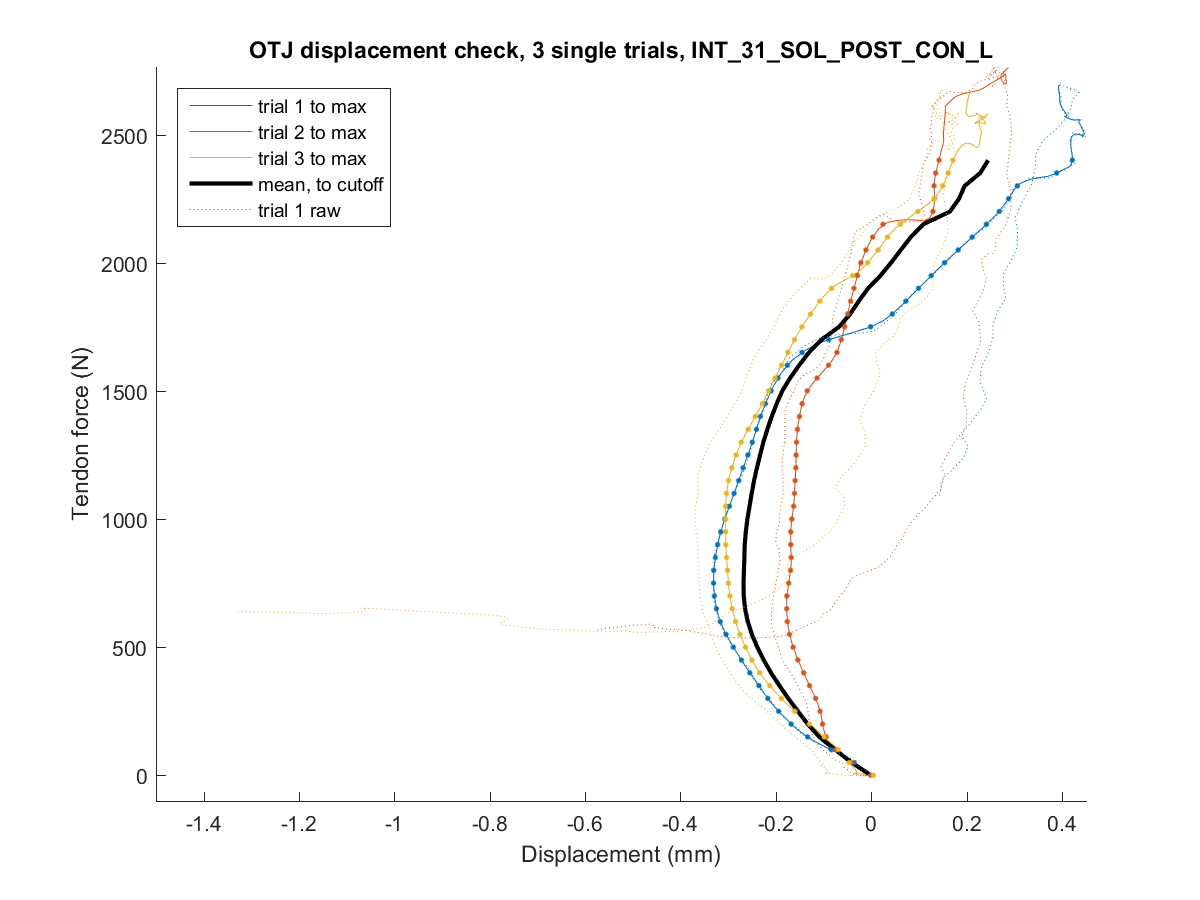 OTJ displacement check, 3 single trials, INT_31_SOL_POST_CON_L
trial 1 to max
trial 2 to max
trial 3 to max
mean, to cutoff
trial 1 raw
Tendon force (N)
2500
2000
1500
1000
500
0
-1.4 -1.2 -1 -0.8 -0.6 -0.4 -0.2 0 0.2 0.4
Displacement (mm)